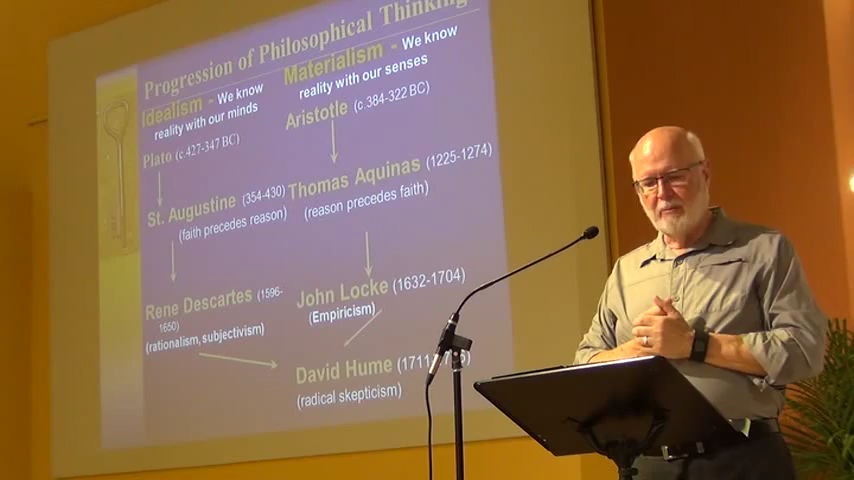 Progression of Philosophical Thinking
Idealism - We know
reality with our minds
Plato (c.427-347 BC)
St. Augustine (354-430)
(faith precedes reason)
Rene Descartes (1596-
1650)
(rationalism, subjectivism)
Materialism - We know
reality with our senses
Aristotle (c.384-322 BC)
Thomas Aquinas (1225-1274)
(reason precedes faith)
John Locke (1632-1704)
(Empiricism)
David Hume
(radical skepticism)